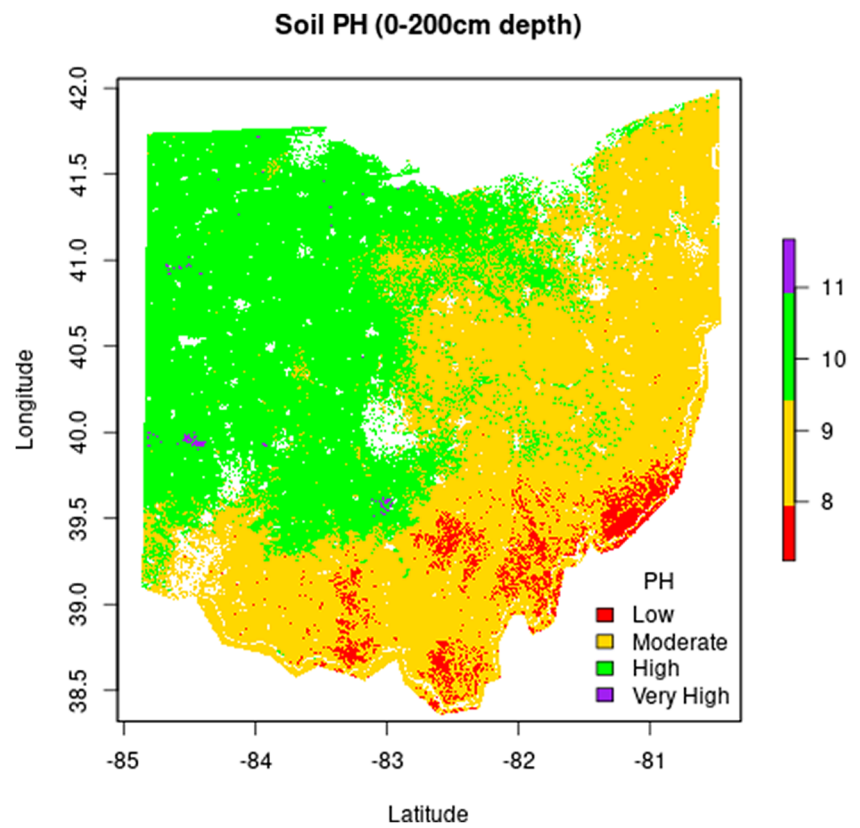 Soil PH (0-200cm depth)
42.0
41.5
41.0
40.5
40.0
39.5
39.0
38.5
Longitude
-85
-84
-83
-82
-81
Latitude
PH
Low
Moderate
High
Very High
11
10
9
8